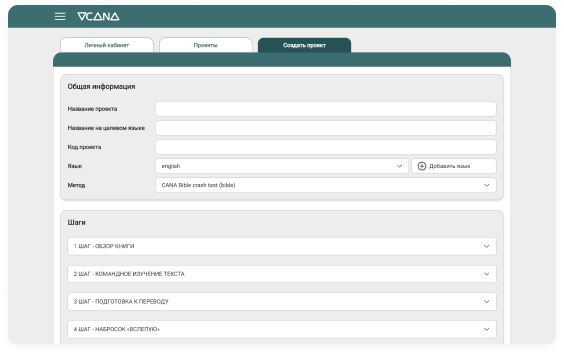 VCANA
Личный кабинет
Проекты
Создать проект
Общая информация
Название проекта
Название на целевом языке
Код проекта
Язык
english
Добавить язык
Метод
CANA Bible crash test (bible)
Шаги
1 ШАГ - ОБЗОР КНИГИ
2 ШАГ - КОМАНДНОЕ ИЗУЧЕНИЕ ТЕКСТА
3 ШАГ - ПОДГОТОВКА К ПЕРЕВОДУ
4 ШАГ - НАБРОСОК «ВСЛЕПУЮ»